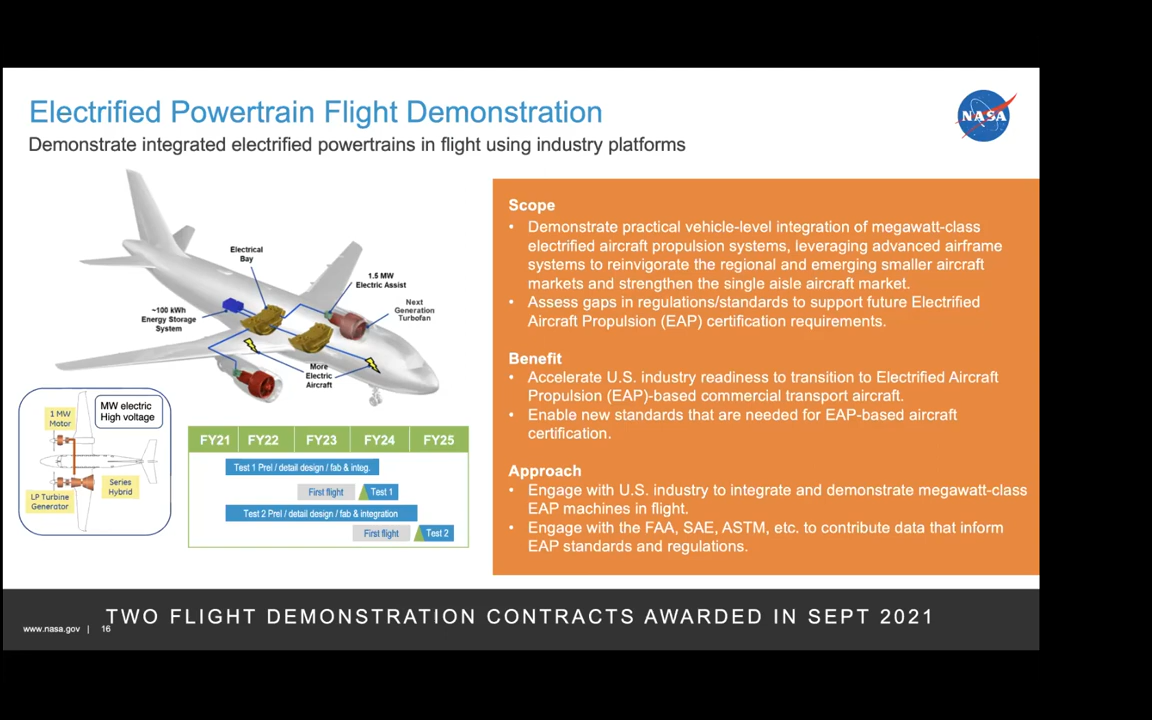 Electrified Powertrain Flight Demonstration
NASA
Demonstrate integrated electrified powertrains in flight using industry platforms
Electrical
Bay
1.5 MW
Electric Assist
~100 kWh
Energy Storage
System
Next
Generation
Turbofan
More
Electric
Aircraft
1 MW
Motor
MW electric
High voltage
Series
Hybrid
LP Turbine
Generator
FY21 FY22 FY23 FY24 FY25
Test 1 Prel / detail design / fab & integ.
First flight Test 1
Test 2 Prel / detail design / fab & integration
First flight Test 2
Scope
• Demonstrate practical vehicle-level integration of megawatt-class
electrified aircraft propulsion systems, leveraging advanced airframe
systems to reinvigorate the regional and emerging smaller aircraft
markets and strengthen the single aisle aircraft market.
• Assess gaps in regulations/standards to support future Electrified
Aircraft Propulsion (EAP) certification requirements.
Benefit
• Accelerate U.S. industry readiness to transition to Electrified Aircraft
Propulsion (EAP)-based commercial transport aircraft.
• Enable new standards that are needed for EAP-based aircraft
certification.
Approach
• Engage with U.S. industry to integrate and demonstrate megawatt-class
EAP machines in flight.
• Engage with the FAA, SAE, ASTM, etc. to contribute data that inform
EAP standards and regulations.
TWO FLIGHT DEMONSTRATION CONTRACTS AWARDED IN SEPT 2021
www.nasa.gov | 16